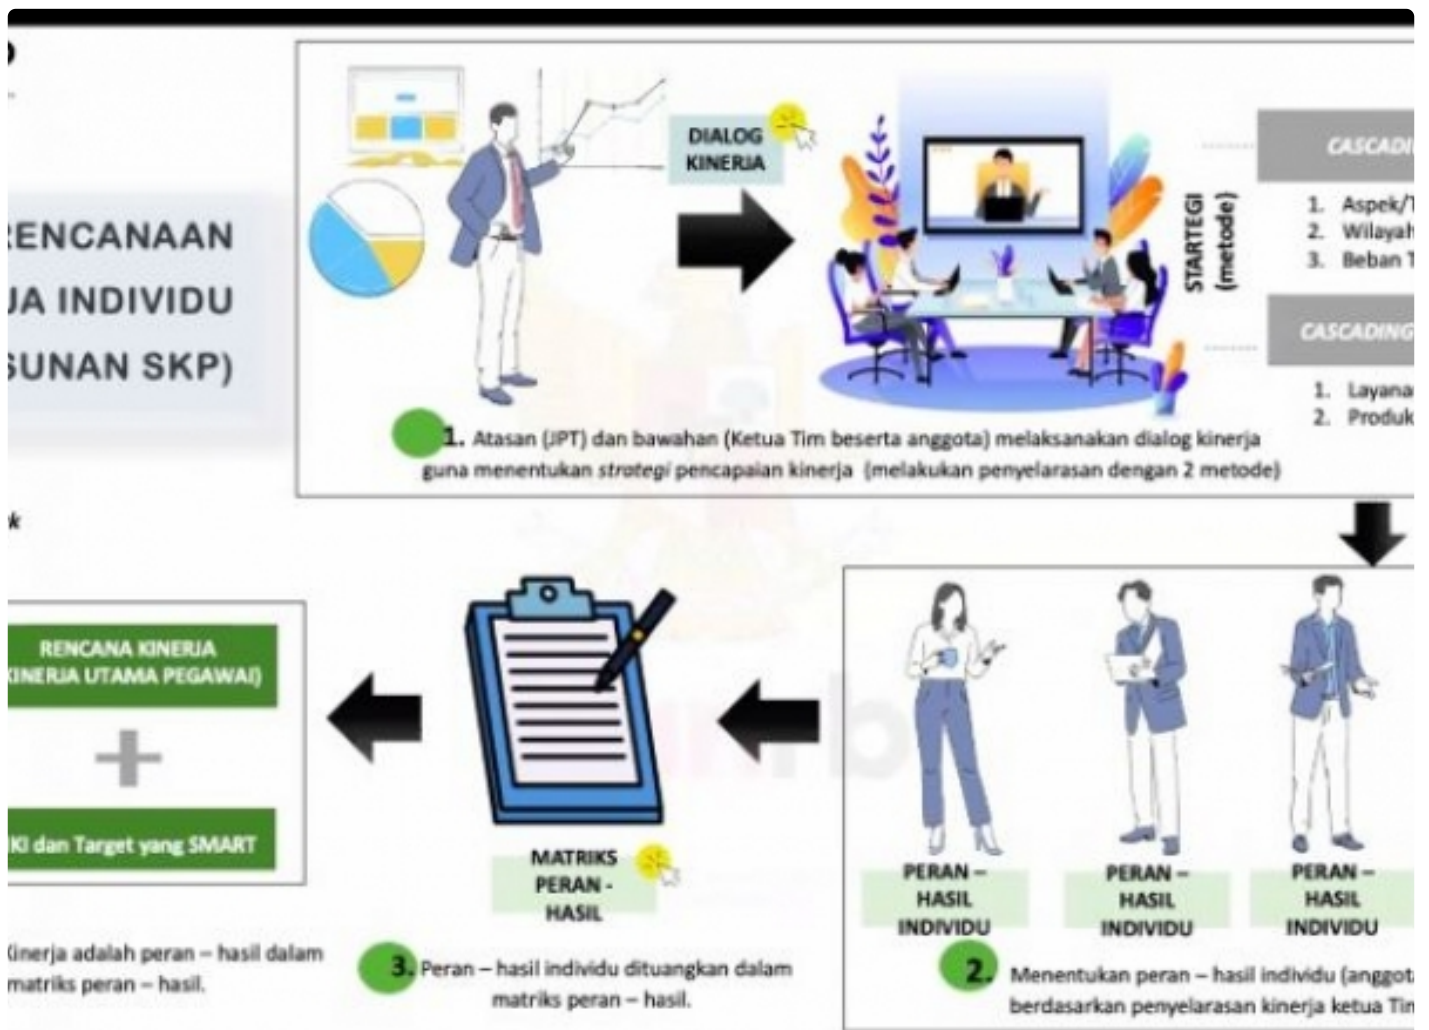 RENCANAAN
JA INDIVIDU
SUNAN SKP)
DIALOG
KINERJA
STARTEGI
(metode)
CASCADI
1. Aspek/T
2. Wilayah
3. Beban T
CASCADING
1. Layana
2. Produk
1. Atasan (JPT) dan bawahan (Ketua Tim beserta anggota) melaksanakan dialog kinerja
guna menentukan strategi pencapaian kinerja (melakukan penyelarasan dengan 2 metode)
k
PERAN –
HASIL
INDIVIDU
PERAN –
HASIL
INDIVIDU
PERAN –
HASIL
INDIVIDU
2. Menentukan peran – hasil individu (anggota
berdasarkan penyelarasan kinerja ketua Tim
MATRIKS
PERAN -
HASIL
3. Peran – hasil individu dituangkan dalam
matriks peran – hasil.
RENCANA KINERJA
KINERJA UTAMA PEGAWAI)
+
IKI dan Target yang SMART
Kinerja adalah peran – hasil dalam
matriks peran – hasil.